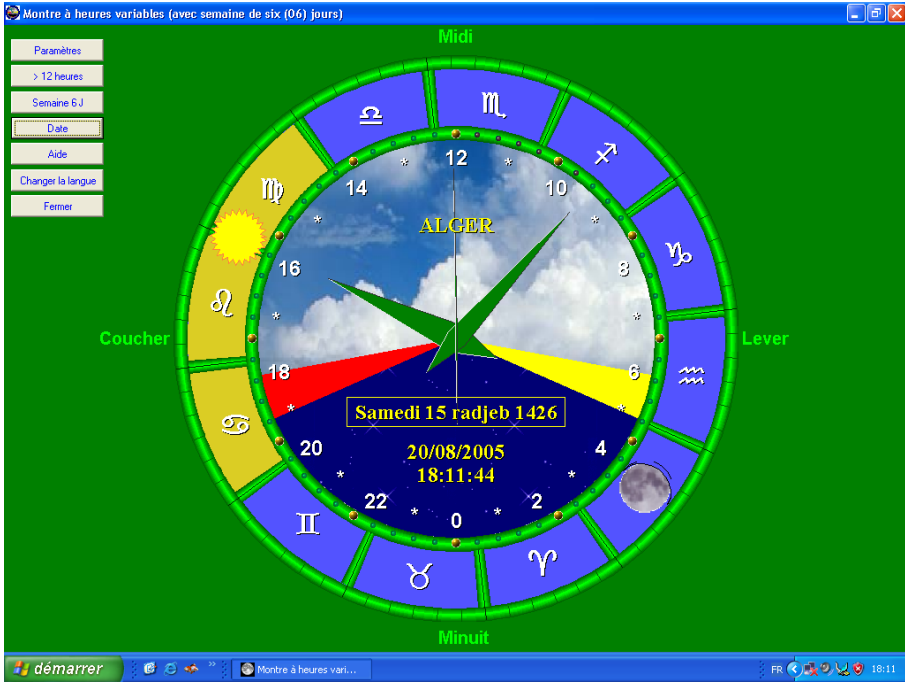 Montre à heures variables (avec semaine de six (06) jours)
Midi
Paramètres
> 12 heures
Semaine 6 J
Date
Aide
Changer la langue
Fermer
12
14
10
ALGER
16
8
Coucher
Lever
18
6
Samedi 15 radjeb 1426
20
4
20/08/2005
18:11:44
22
2
0
Minuit
démarrer
Montre à heures vari...
FR
18:11